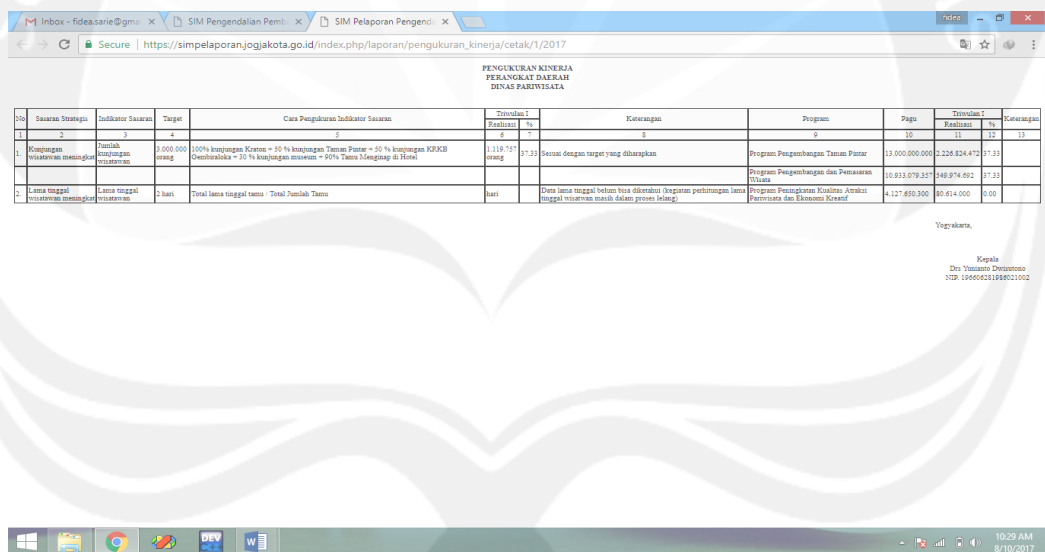 Inbox - fidea.sarie@gma
SIM Pengendalian Pemb
SIM Pelaporan Pengenda
fidea
Secure | https://simpelaporan.jogjakota.go.id/index.php/laporan/pengukuran_kinerja/cetak/1/2017
PENGUKURAN KINERJA
PERANGKAT DAERAH
DINAS PARIWISATA
No Sasaran Strategis Indikator Sasaran Target Cara Pengukuran Indikator Sasaran Triwulan I Keterangan Program Pagu Triwulan I Keterangan
Realisasi % Realisasi %
1 2 3 4 5 6 7 8 9 10 11 12 13
1. Kunjungan wisatawan meningkat Jumlah kunjungan wisatawan 3.000.000 orang 100% kunjungan Kraton + 50 % kunjungan Taman Pintar + 50 % kunjungan KRKB Gembiraloka + 30 % kunjungan museum + 90% Tamu Menginap di Hotel 1.119.757 orang 37.33 Sesuai dengan target yang diharapkan Program Pengembangan Taman Pintar 13.000.000.000 2.226.824.472 37.33
Program Pengembangan dan Pemasaran Wisata 10.933.079.357 549.974.692 37.33
2. Lama tinggal wisatawan meningkat Lama tinggal wisatawan 2 hari Total lama tinggal tamu / Total Jumlah Tamu hari Data lama tinggal belum bisa diketahui (kegiatan perhitungan lama tinggal wisatwan masih dalam proses lelang) Program Peningkatan Kualitas Atraksi Pariwisata dan Ekonomi Kreatif 4.127.650.300 80.614.000 0.00
Yogyakarta,
Kepala
Drs Yunianto Dwisutono
NIP. 196606281986021002
DEV C++
10:29 AM
8/10/2017